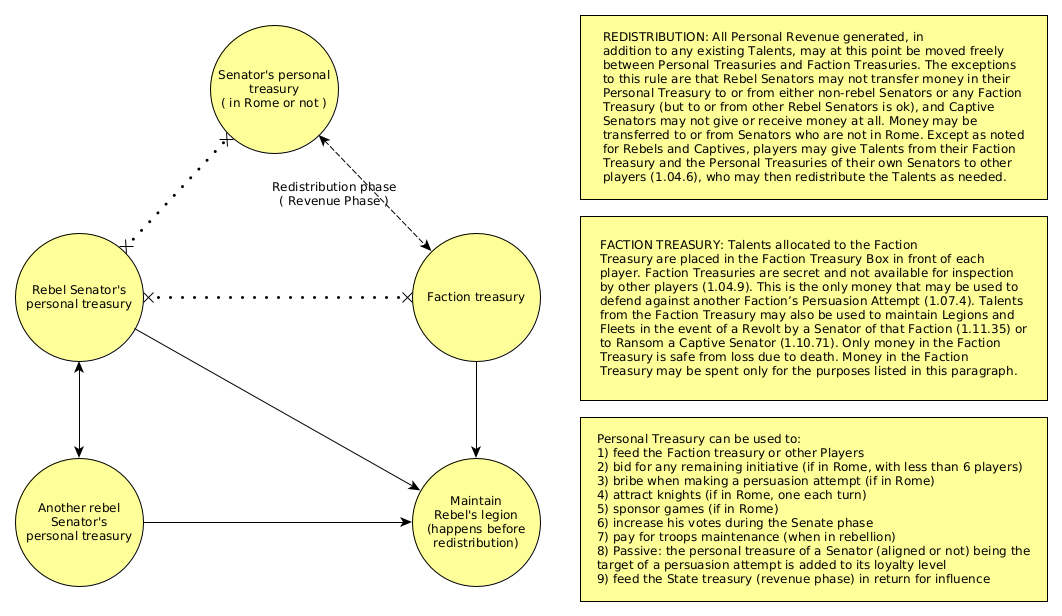 Senator's personal
treasury
( in Rome or not )
Redistribution phase
( Revenue Phase )
Rebel Senator's
personal treasury
Faction treasury
Another rebel
Senator's
personal treasury
Maintain
Rebel's legion
(happens before
redistribution)
REDISTRIBUTION: All Personal Revenue generated, in
addition to any existing Talents, may at this point be moved freely
between Personal Treasuries and Faction Treasuries. The exceptions
to this rule are that Rebel Senators may not transfer money in their
Personal Treasury to or from either non-rebel Senators or any Faction
Treasury (but to or from other Rebel Senators is ok), and Captive
Senators may not give or receive money at all. Money may be
transferred to or from Senators who are not in Rome. Except as noted
for Rebels and Captives, players may give Talents from their Faction
Treasury and the Personal Treasuries of their own Senators to other
players (1.04.6), who may then redistribute the Talents as needed.
FACTION TREASURY: Talents allocated to the Faction
Treasury are placed in the Faction Treasury Box in front of each
player. Faction Treasuries are secret and not available for inspection
by other players (1.04.9). This is the only money that may be used to
defend against another Faction’s Persuasion Attempt (1.07.4). Talents
from the Faction Treasury may also be used to maintain Legions and
Fleets in the event of a Revolt by a Senator of that Faction (1.11.35) or
to Ransom a Captive Senator (1.10.71). Only money in the Faction
Treasury is safe from loss due to death. Money in the Faction
Treasury may be spent only for the purposes listed in this paragraph.
Personal Treasury can be used to:
1) feed the Faction treasury or other Players
2) bid for any remaining initiative (if in Rome, with less than 6 players)
3) bribe when making a persuasion attempt (if in Rome)
4) attract knights (if in Rome, one each turn)
5) sponsor games (if in Rome)
6) increase his votes during the Senate phase
7) pay for troops maintenance (when in rebellion)
8) Passive: the personal treasure of a Senator (aligned or not) being the
target of a persuasion attempt is added to its loyalty level
9) feed the State treasury (revenue phase) in return for influence